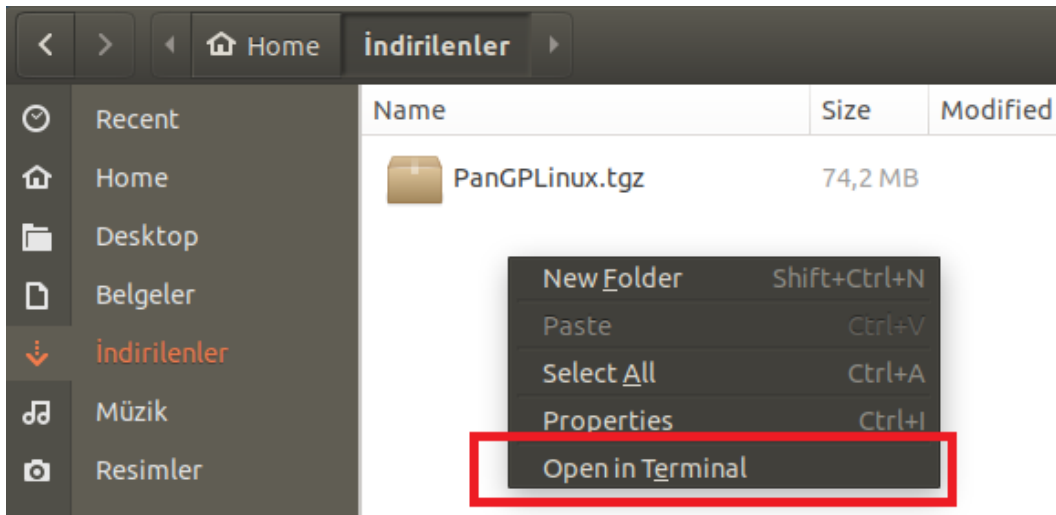 Home İndirilenler
Name Size Modified
Recent
PanGPLinux.tgz 74,2 MB
Home
Desktop
Belgeler
İndirilenler
Müzik
Resimler
New Folder Shift+Ctrl+N
Paste Ctrl+V
Select All Ctrl+A
Properties Ctrl+I
Open in Terminal